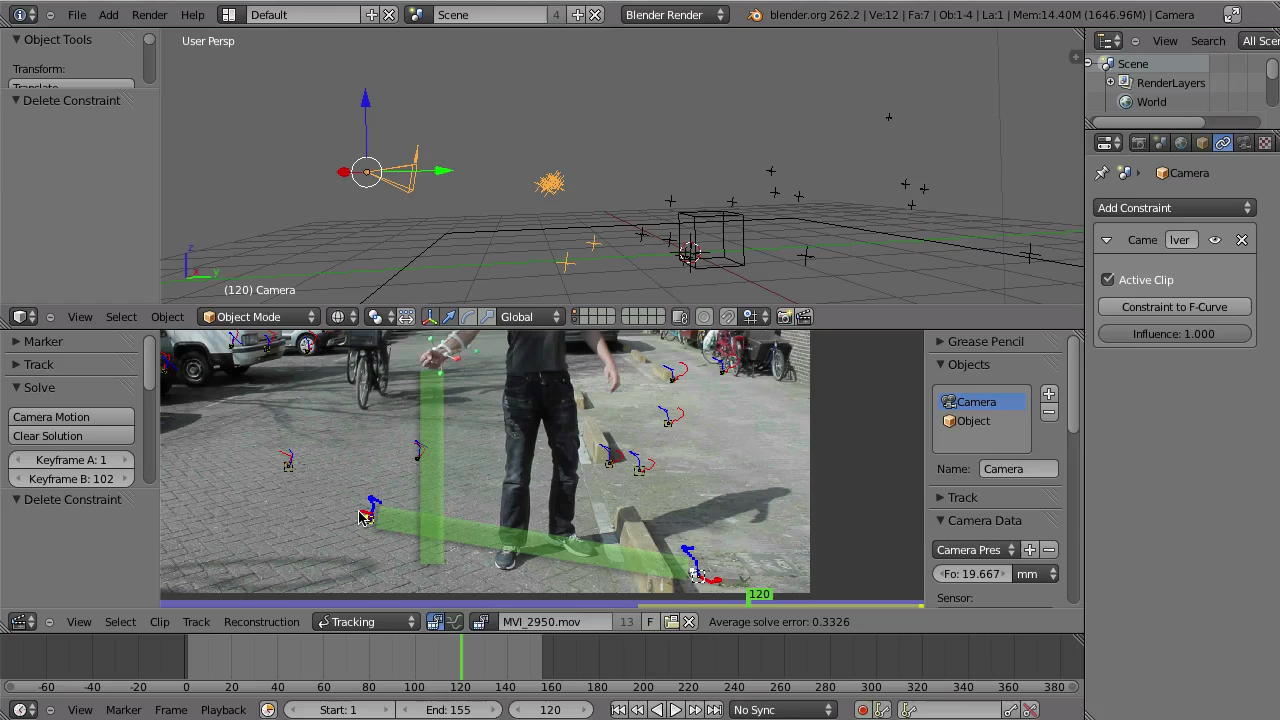 File Add Render Help Default Scene 4 Blender Render blender.org 262.2 | Ve:12 | Fa:7 | Ob:1-4 | La:1 | Mem:14.40M (1646.96M) | Camera
Object Tools
Transform:
Translate
Delete Constraint
User Persp
z
x y
(120) Camera
View Search All Sce
Scene
RenderLayers
World
Camera
Add Constraint
Came lver
Active Clip
Constraint to F-Curve
Influence: 1.000
View Select Object Object Mode Global
Marker
Track
Solve
Camera Motion
Clear Solution
Keyframe A: 1
Keyframe B: 102
Delete Constraint
Grease Pencil
Objects
Camera
Object
Name: Camera
Track
Camera Data
Camera Pres
Fo: 19.667 mm
Sensor:
120
View Select Clip Track Reconstruction Tracking MVI_2950.mov 13 F Average solve error: 0.3326
-60 -40 -20 0 20 40 60 80 100 120 140 160 180 200 220 240 260 280 300 320 340 360 380
View Marker Frame Playback Start: 1 End: 155 120 No Sync